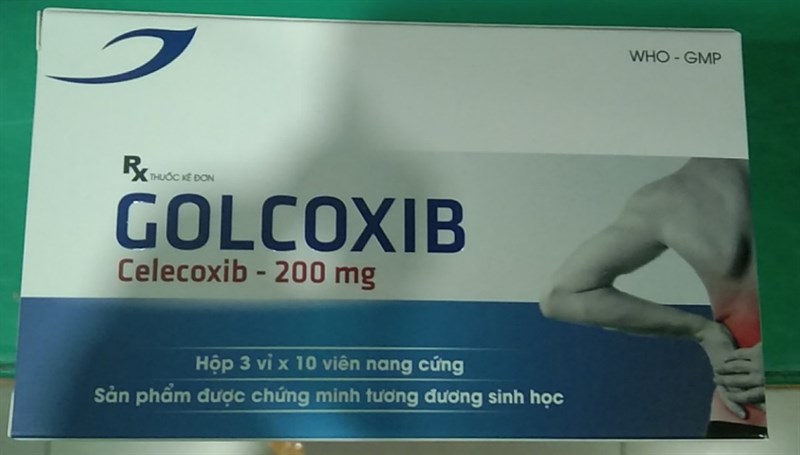 WHO - GMP
Rx THUỐC KÊ ĐƠN
GOLCOXIB
Celecoxib - 200 mg
Hộp 3 vỉ x 10 viên nang cứng
Sản phẩm được chứng minh tương đương sinh học